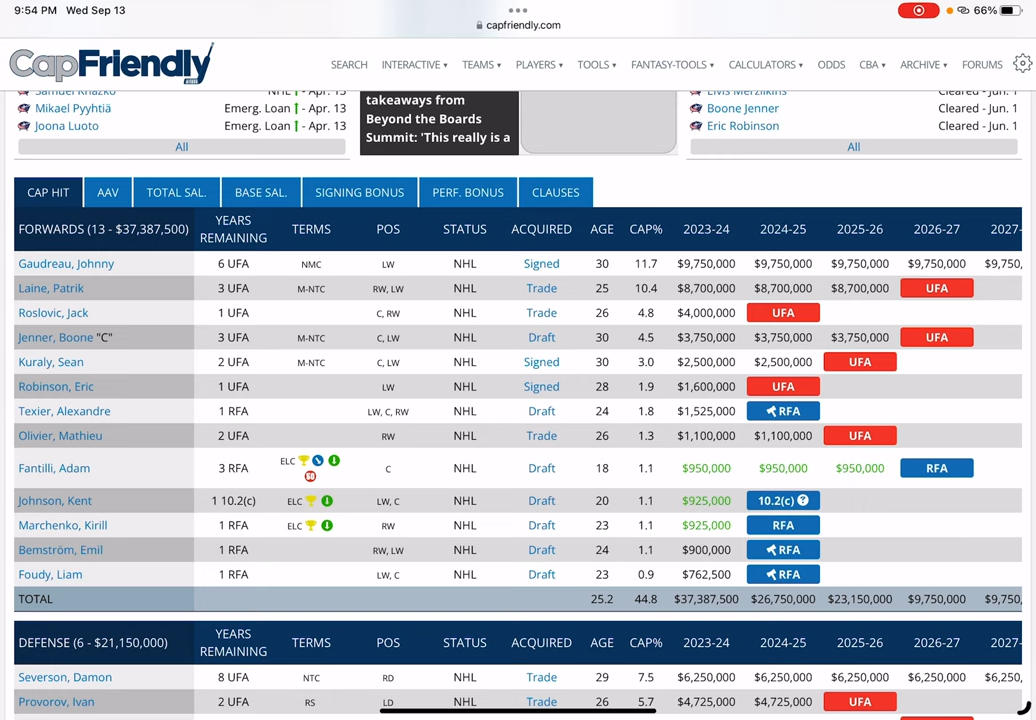 9:54 PM Wed Sep 13
66%
capfriendly.com
CapFriendly
SEARCH INTERACTIVE TEAMS PLAYERS TOOLS FANTASY-TOOLS CALCULATORS ODDS CBA ARCHIVE FORUMS
Samuel Knazko NHL - Apr. 13
Mikael Pyyhtiä Emerg. Loan - Apr. 13
Joona Luoto Emerg. Loan - Apr. 13
All
takeaways from
Beyond the Boards
Summit: 'This really is a
Elvis Merzlikins Cleared - Jun. 1
Boone Jenner Cleared - Jun. 1
Eric Robinson Cleared - Jun. 1
All
CAP HIT AAV TOTAL SAL. BASE SAL. SIGNING BONUS PERF. BONUS CLAUSES
FORWARDS (13 - $37,387,500) YEARS REMAINING TERMS POS STATUS ACQUIRED AGE CAP% 2023-24 2024-25 2025-26 2026-27 2027-
Gaudreau, Johnny 6 UFA NMC LW NHL Signed 30 11.7 $9,750,000 $9,750,000 $9,750,000 $9,750,000 $9,750,
Laine, Patrik 3 UFA M-NTC RW, LW NHL Trade 25 10.4 $8,700,000 $8,700,000 $8,700,000 UFA
Roslovic, Jack 1 UFA C, RW NHL Trade 26 4.8 $4,000,000 UFA
Jenner, Boone "C" 3 UFA M-NTC C, LW NHL Draft 30 4.5 $3,750,000 $3,750,000 $3,750,000 UFA
Kuraly, Sean 2 UFA M-NTC C, LW NHL Signed 30 3.0 $2,500,000 $2,500,000 UFA
Robinson, Eric 1 UFA LW NHL Signed 28 1.9 $1,600,000 UFA
Texier, Alexandre 1 RFA LW, C, RW NHL Draft 24 1.8 $1,525,000 RFA
Olivier, Mathieu 2 UFA RW NHL Trade 26 1.3 $1,100,000 $1,100,000 UFA
Fantilli, Adam 3 RFA ELC C NHL Draft 18 1.1 $950,000 $950,000 $950,000 RFA
Johnson, Kent 1 10.2(c) ELC LW, C NHL Draft 20 1.1 $925,000 10.2(c) ?
Marchenko, Kirill 1 RFA ELC RW NHL Draft 23 1.1 $925,000 RFA
Bemström, Emil 1 RFA RW, LW NHL Draft 24 1.1 $900,000 RFA
Foudy, Liam 1 RFA LW, C NHL Draft 23 0.9 $762,500 RFA
TOTAL 25.2 44.8 $37,387,500 $26,750,000 $23,150,000 $9,750,000 $9,750,
DEFENSE (6 - $21,150,000) YEARS REMAINING TERMS POS STATUS ACQUIRED AGE CAP% 2023-24 2024-25 2025-26 2026-27 2027-
Severson, Damon 8 UFA NTC RD NHL Trade 29 7.5 $6,250,000 $6,250,000 $6,250,000 $6,250,000 $6,250,
Provorov, Ivan 2 UFA RS LD NHL Trade 26 5.7 $4,725,000 $4,725,000 UFA